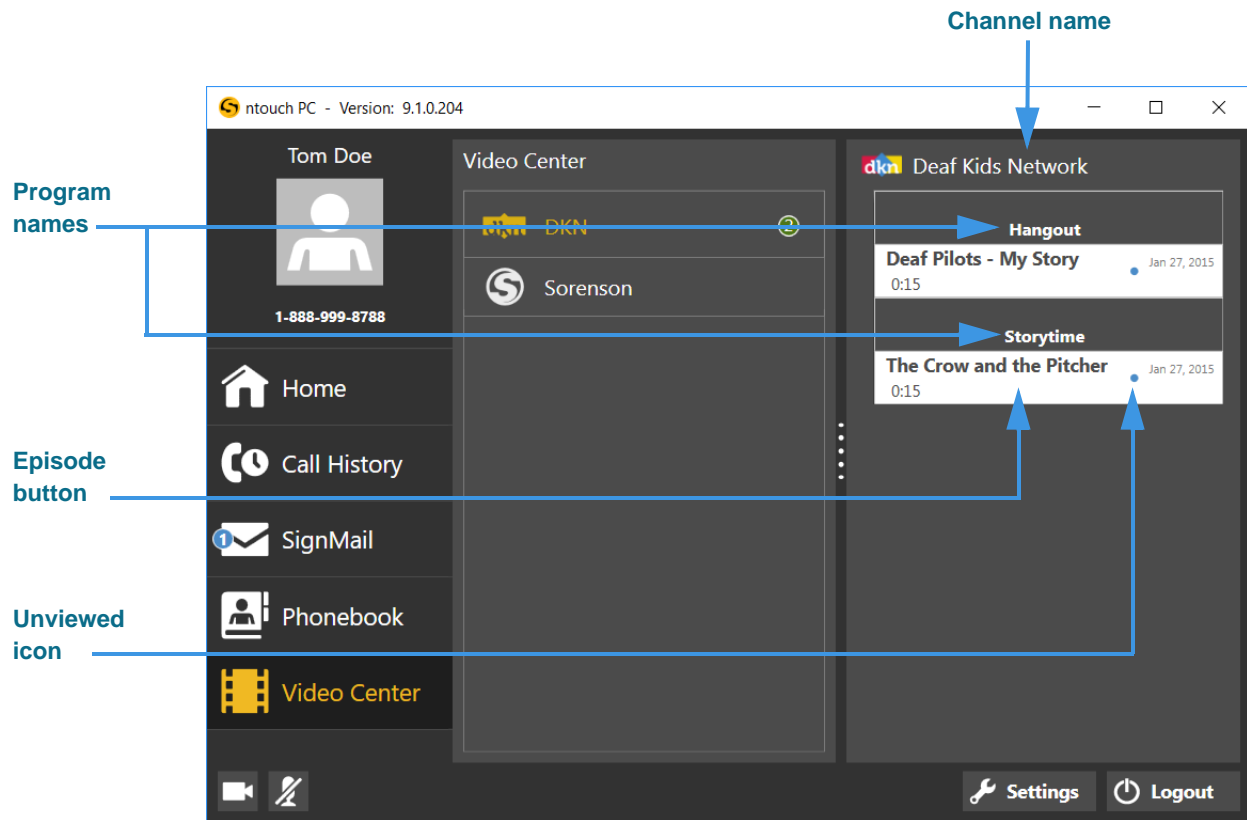 Channel name
ntouch PC - Version: 9.1.0.204
Tom Doe
1-888-999-8788
Program
names
Episode
button
Unviewed
icon
Home
Call History
1
SignMail
Phonebook
Video Center
Video Center
dkn
DKN
2
Sorenson
dkn
Deaf Kids Network
Hangout
Deaf Pilots - My Story
Jan 27, 2015
0:15
Storytime
The Crow and the Pitcher
Jan 27, 2015
0:15
Settings
Logout